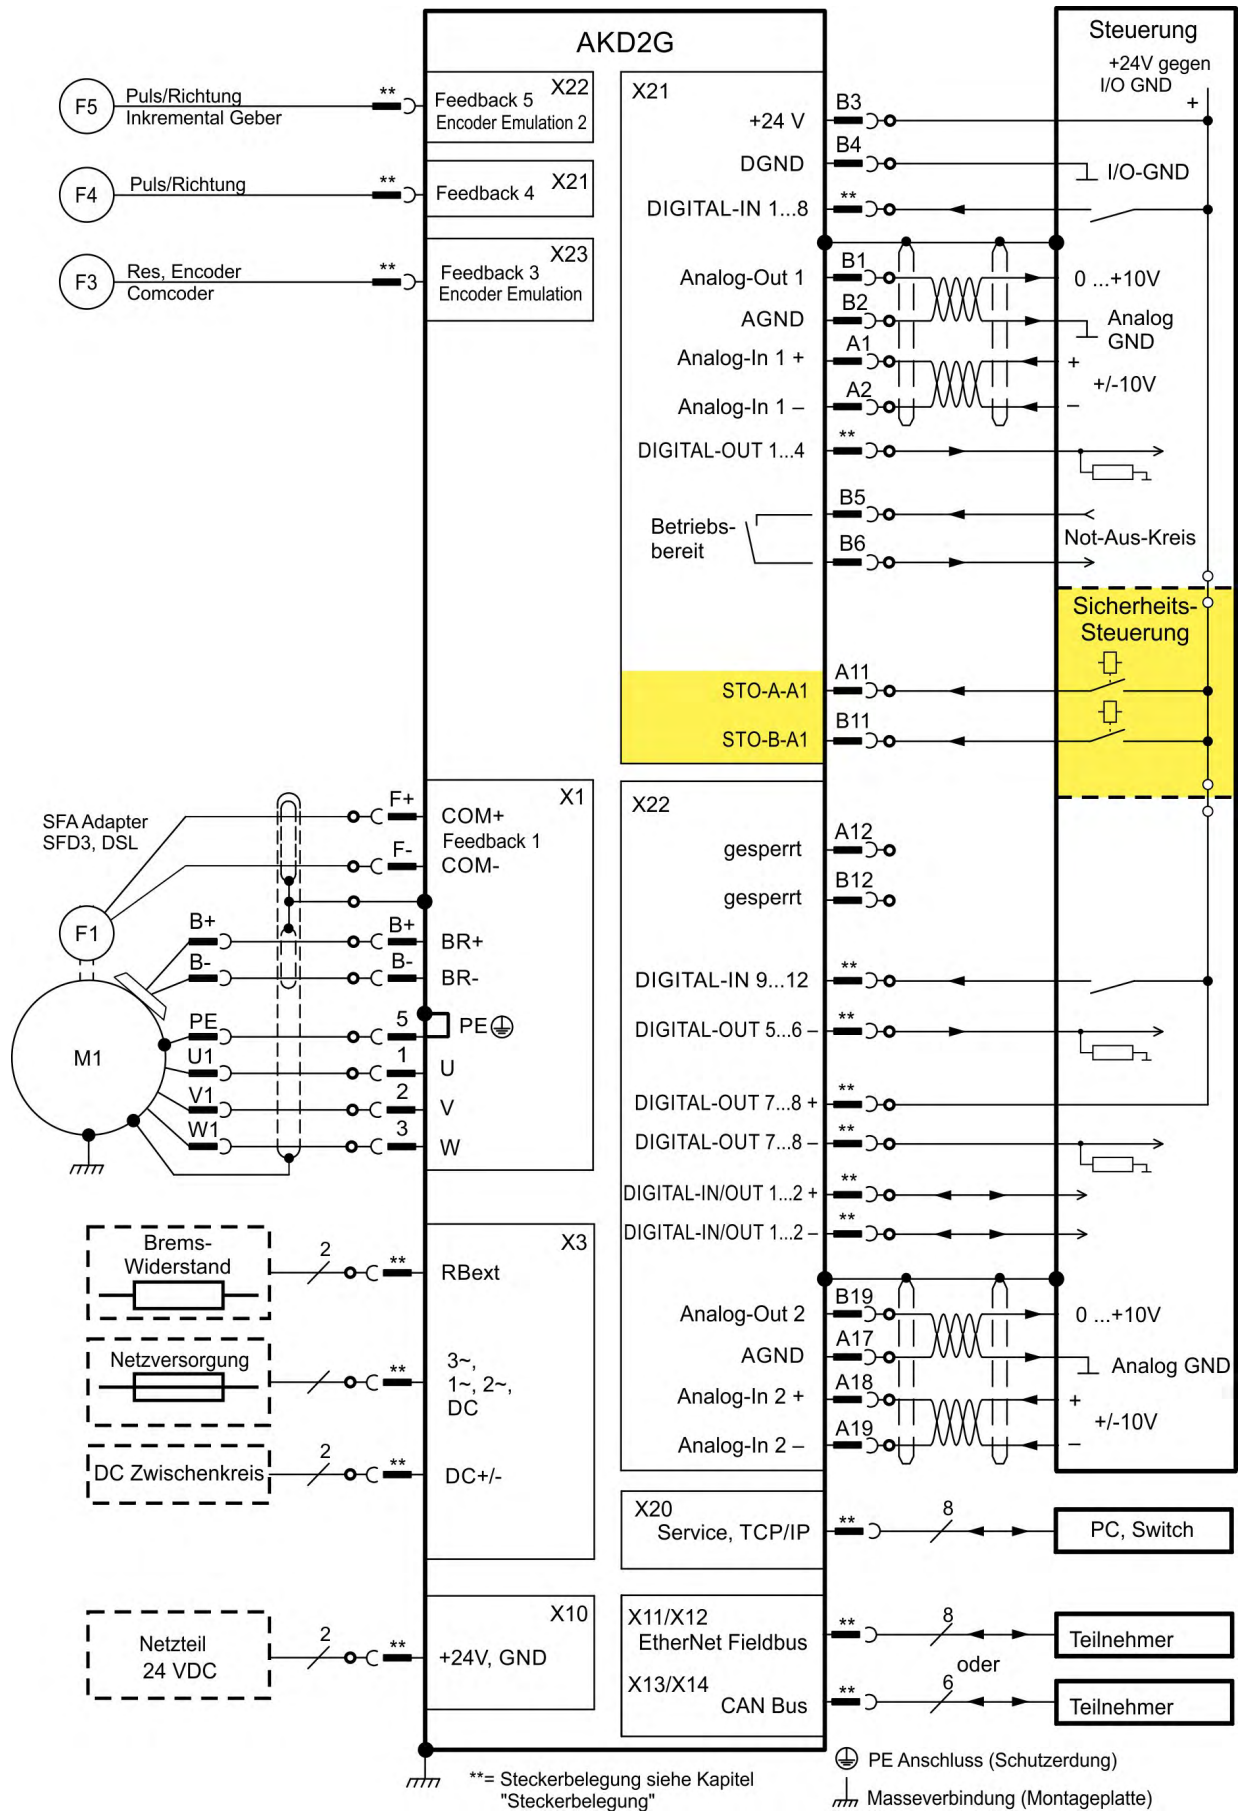 AKD2G
Steuerung
+24V gegen
I/O GND
+
F5
Puls/Richtung
Inkremental Geber
**
X22
Feedback 5
Encoder Emulation 2
F4
Puls/Richtung
**
X21
Feedback 4
F3
Res, Encoder
Comcoder
**
X23
Feedback 3
Encoder Emulation
X21
+24 V
B3
DGND
B4
I/O-GND
DIGITAL-IN 1...8
**
Analog-Out 1
B1
0 ...+10V
AGND
B2
Analog
GND
Analog-In 1 +
A1
+
+/-10V
Analog-In 1 –
A2
–
DIGITAL-OUT 1...4
**
Betriebs-
bereit
B5
B6
Not-Aus-Kreis
Sicherheits-
Steuerung
STO-A-A1
A11
STO-B-A1
B11
SFA Adapter
SFD3, DSL
F1
M1
X1
F+
COM+
Feedback 1
F-
COM-
B+
B+
BR+
B-
B-
BR-
PE
5
PE
U1
1
U
V1
2
V
W1
3
W
X22
gesperrt
A12
gesperrt
B12
DIGITAL-IN 9...12
**
DIGITAL-OUT 5...6 –
**
DIGITAL-OUT 7...8 +
**
DIGITAL-OUT 7...8 –
**
DIGITAL-IN/OUT 1...2 +
**
DIGITAL-IN/OUT 1...2 –
**
Analog-Out 2
B19
0 ...+10V
AGND
A17
Analog GND
Analog-In 2 +
A18
+
+/-10V
Analog-In 2 –
A19
–
Brems-
Widerstand
2
**
X3
RBext
Netzversorgung
**
3~,
1~, 2~,
DC
DC Zwischenkreis
2
**
DC+/-
X20
Service, TCP/IP
**
8
PC, Switch
Netzteil
24 VDC
2
**
X10
+24V, GND
X11/X12
EtherNet Fieldbus
**
8
Teilnehmer
oder
X13/X14
CAN Bus
**
6
Teilnehmer
**= Steckerbelegung siehe Kapitel
"Steckerbelegung"
PE Anschluss (Schutzerdung)
Masseverbindung (Montageplatte)